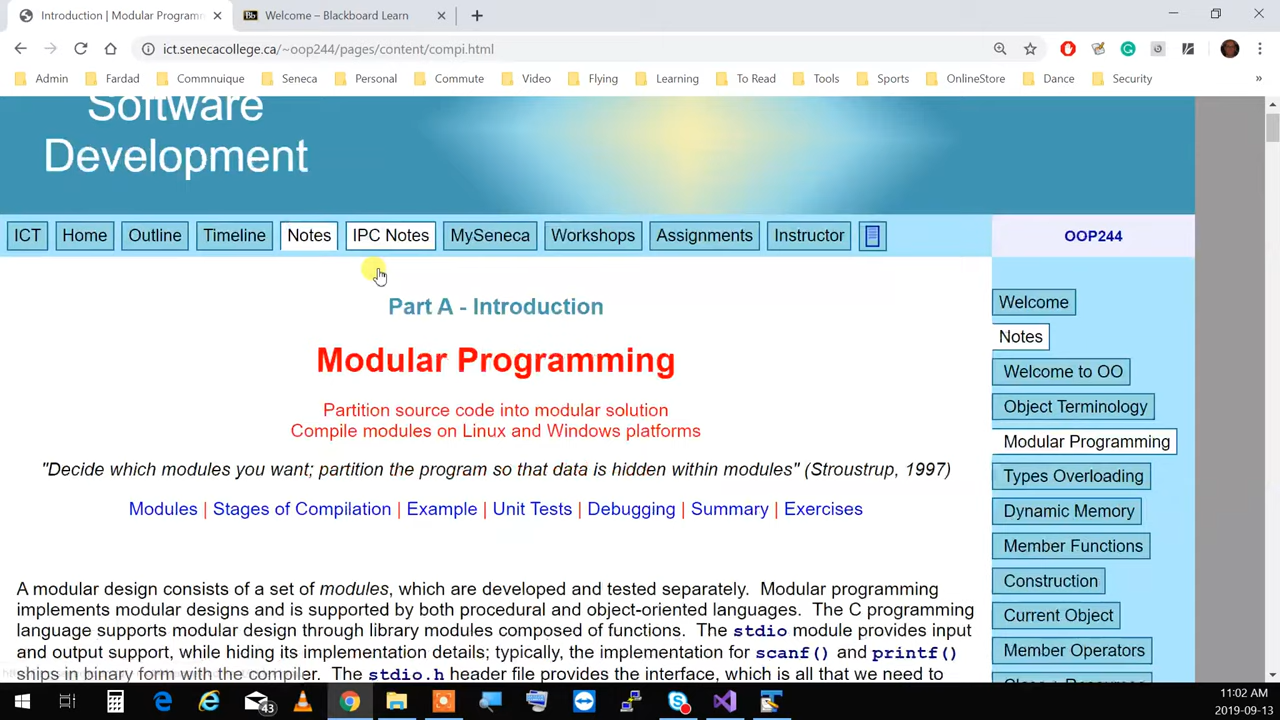 Introduction | Modular Programm
Welcome – Blackboard Learn
ict.senecacollege.ca/~oop244/pages/content/compi.html
Admin Fardad Commnuique Seneca Personal Commute Video Flying Learning To Read Tools Sports OnlineStore Dance Security »
Software
Development
ICT Home Outline Timeline Notes IPC Notes MySeneca Workshops Assignments Instructor
OOP244
Part A - Introduction
Modular Programming
Partition source code into modular solution
Compile modules on Linux and Windows platforms
"Decide which modules you want; partition the program so that data is hidden within modules" (Stroustrup, 1997)
Modules | Stages of Compilation | Example | Unit Tests | Debugging | Summary | Exercises
A modular design consists of a set of modules, which are developed and tested separately. Modular programming
implements modular designs and is supported by both procedural and object-oriented languages. The C programming
language supports modular design through library modules composed of functions. The stdio module provides input
and output support, while hiding its implementation details; typically, the implementation for scanf() and printf()
ships in binary form with the compiler. The stdio.h header file provides the interface, which is all that we need to
Welcome
Notes
Welcome to OO
Object Terminology
Modular Programming
Types Overloading
Dynamic Memory
Member Functions
Construction
Current Object
Member Operators
43
11:02 AM
2019-09-13